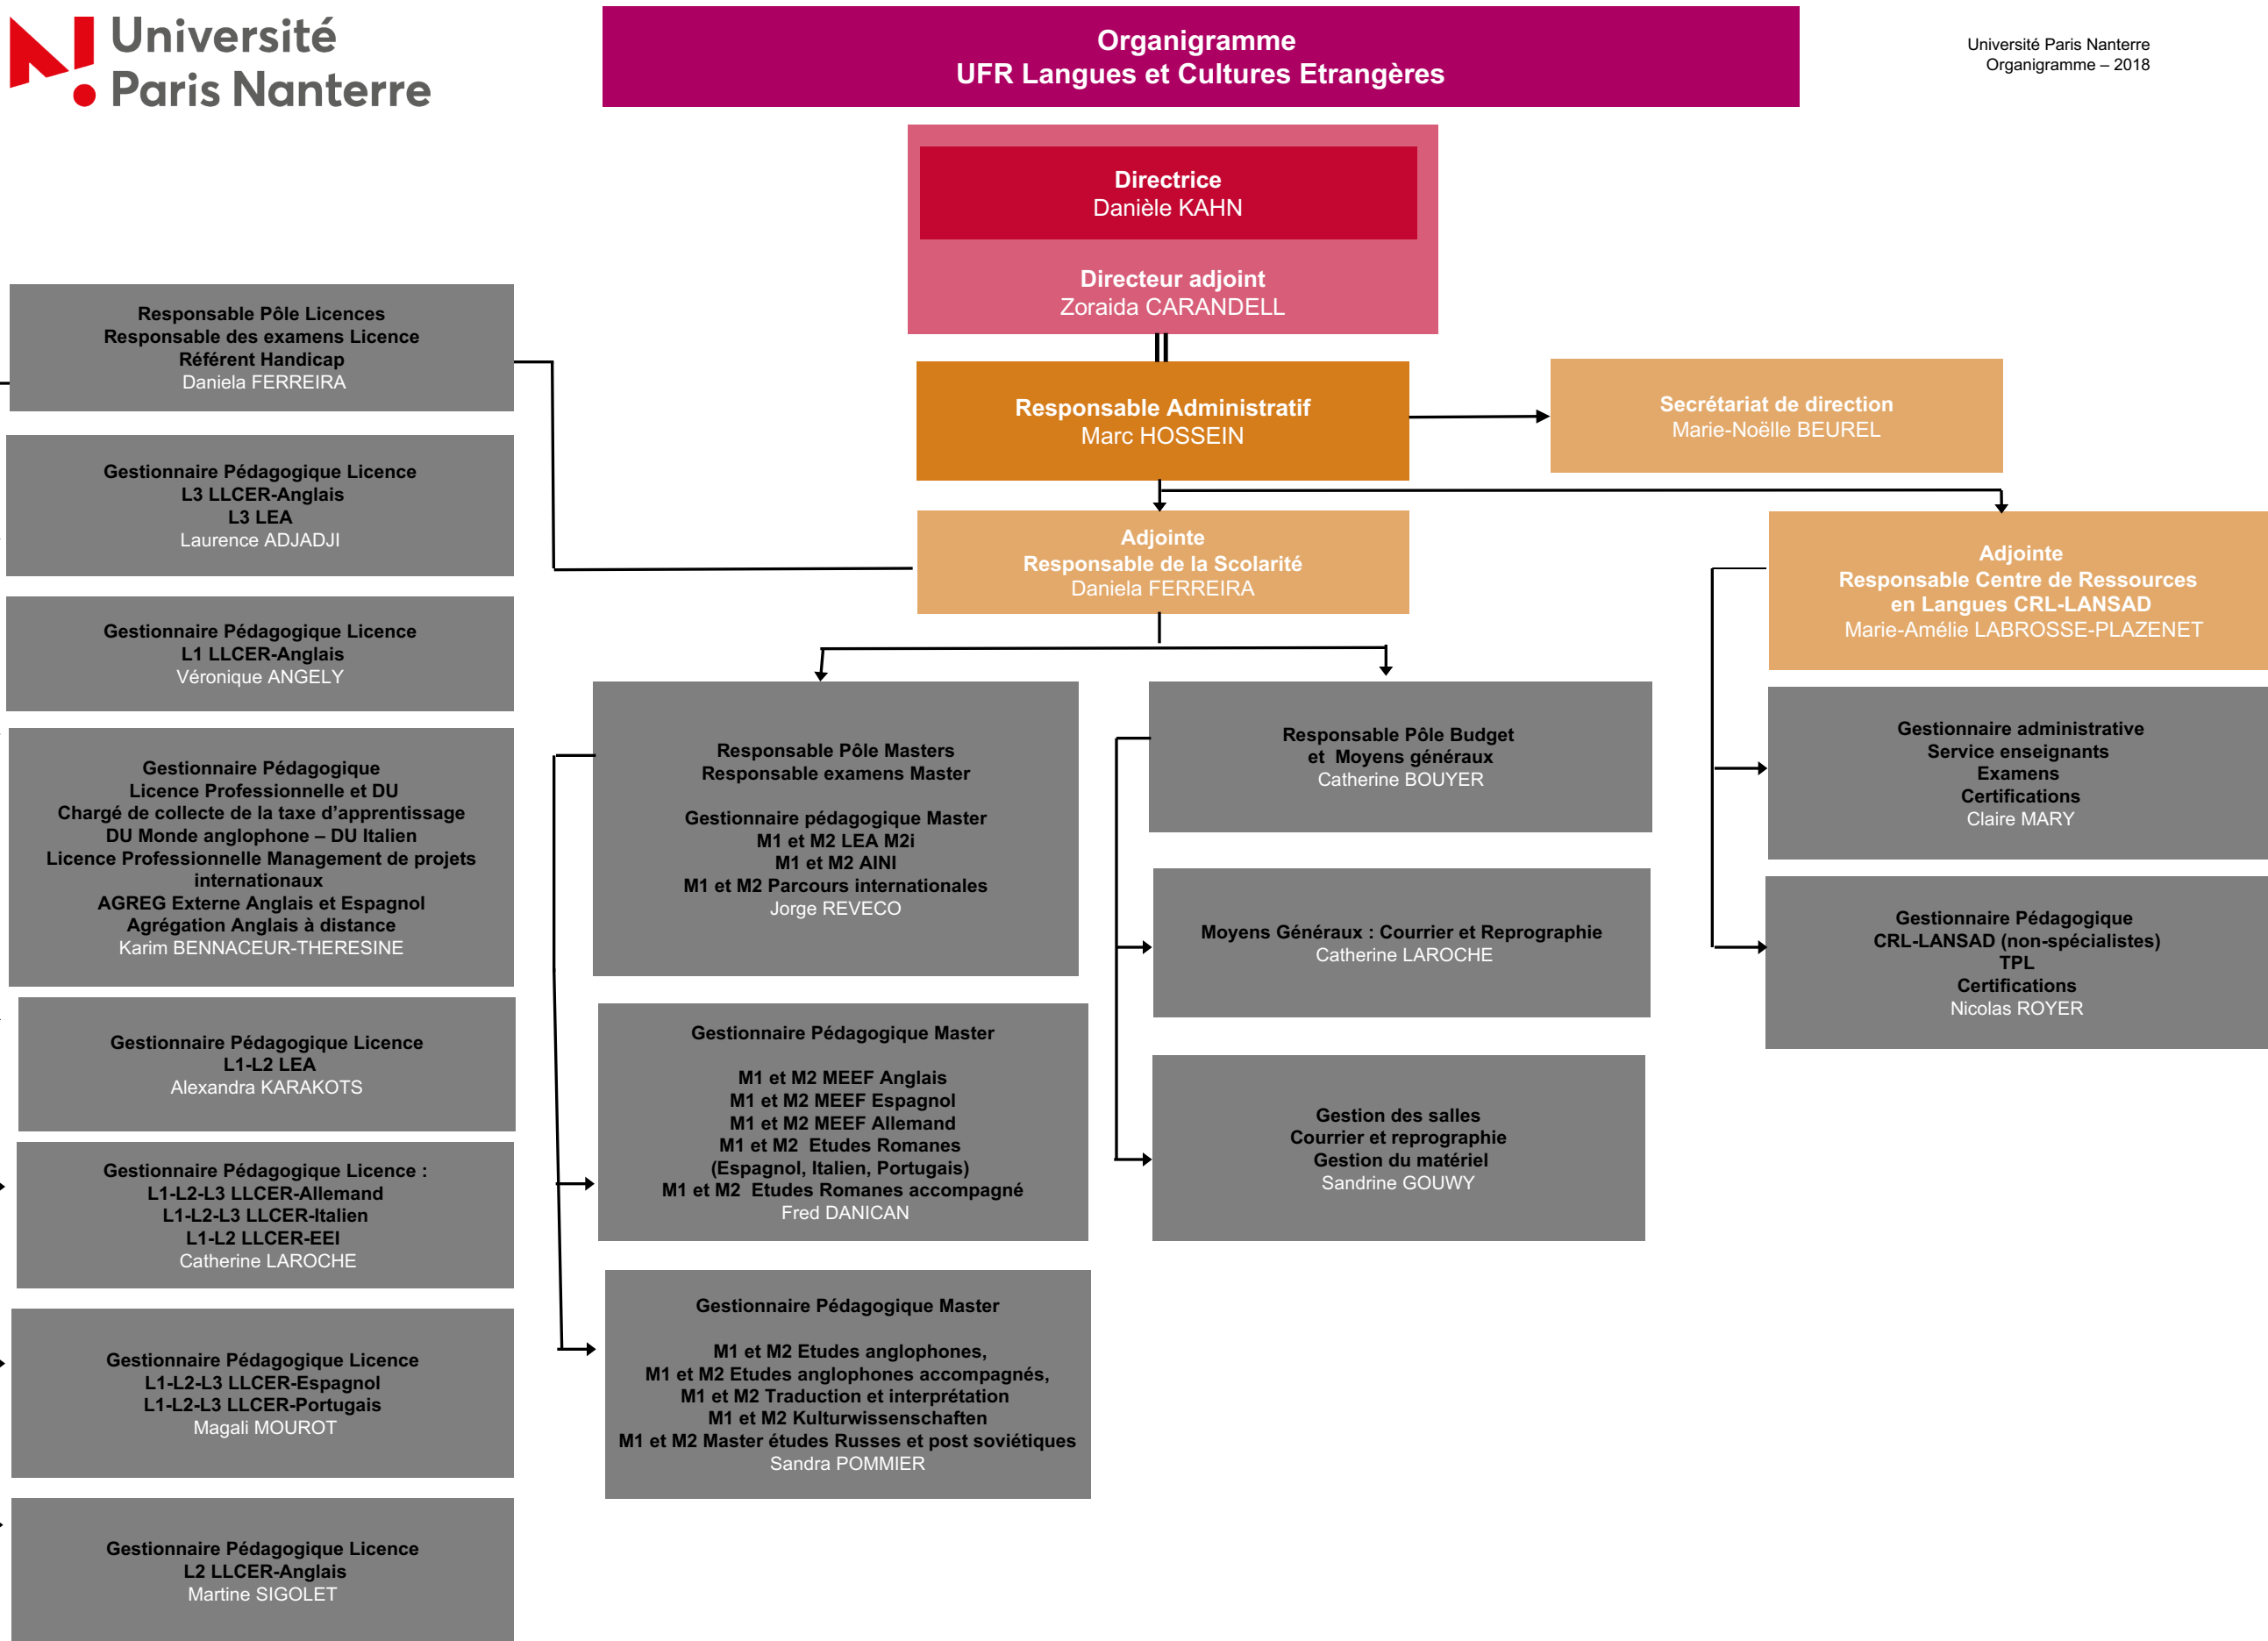 Université
Paris Nanterre
Organigramme
UFR Langues et Cultures Etrangères
Université Paris Nanterre
Organigramme – 2018
Directrice
Danièle KAHN
Directeur adjoint
Zoraida CARANDELL
Responsable Administratif
Marc HOSSEIN
Secrétariat de direction
Marie-Noëlle BEUREL
Adjointe
Responsable de la Scolarité
Daniela FERREIRA
Adjointe
Responsable Centre de Ressources
en Langues CRL-LANSAD
Marie-Amélie LABROSSE-PLAZENET
Responsable Pôle Licences
Responsable des examens Licence
Référent Handicap
Daniela FERREIRA
Gestionnaire Pédagogique Licence
L3 LLCER-Anglais
L3 LEA
Laurence ADJADJI
Gestionnaire Pédagogique Licence
L1 LLCER-Anglais
Véronique ANGELY
Gestionnaire Pédagogique
Licence Professionnelle et DU
Chargé de collecte de la taxe d'apprentissage
DU Monde anglophone – DU Italien
Licence Professionnelle Management de projets
internationaux
AGREG Externe Anglais et Espagnol
Agrégation Anglais à distance
Karim BENNACEUR-THERESINE
Gestionnaire Pédagogique Licence
L1-L2 LEA
Alexandra KARAKOTS
Gestionnaire Pédagogique Licence :
L1-L2-L3 LLCER-Allemand
L1-L2-L3 LLCER-Italien
L1-L2 LLCER-EEI
Catherine LAROCHE
Gestionnaire Pédagogique Licence
L1-L2-L3 LLCER-Espagnol
L1-L2-L3 LLCER-Portugais
Magali MOUROT
Gestionnaire Pédagogique Licence
L2 LLCER-Anglais
Martine SIGOLET
Responsable Pôle Masters
Responsable examens Master
Gestionnaire pédagogique Master
M1 et M2 LEA M2i
M1 et M2 AINI
M1 et M2 Parcours internationales
Jorge REVECO
Gestionnaire Pédagogique Master
M1 et M2 MEEF Anglais
M1 et M2 MEEF Espagnol
M1 et M2 MEEF Allemand
M1 et M2 Etudes Romanes
(Espagnol, Italien, Portugais)
M1 et M2 Etudes Romanes accompagné
Fred DANICAN
Gestionnaire Pédagogique Master
M1 et M2 Etudes anglophones,
M1 et M2 Etudes anglophones accompagnés,
M1 et M2 Traduction et interprétation
M1 et M2 Kulturwissenschaften
M1 et M2 Master études Russes et post soviétiques
Sandra POMMIER
Responsable Pôle Budget
et Moyens généraux
Catherine BOUYER
Moyens Généraux : Courrier et Reprographie
Catherine LAROCHE
Gestion des salles
Courrier et reprographie
Gestion du matériel
Sandrine GOUWY
Gestionnaire administrative
Service enseignants
Examens
Certifications
Claire MARY
Gestionnaire Pédagogique
CRL-LANSAD (non-spécialistes)
TPL
Certifications
Nicolas ROYER